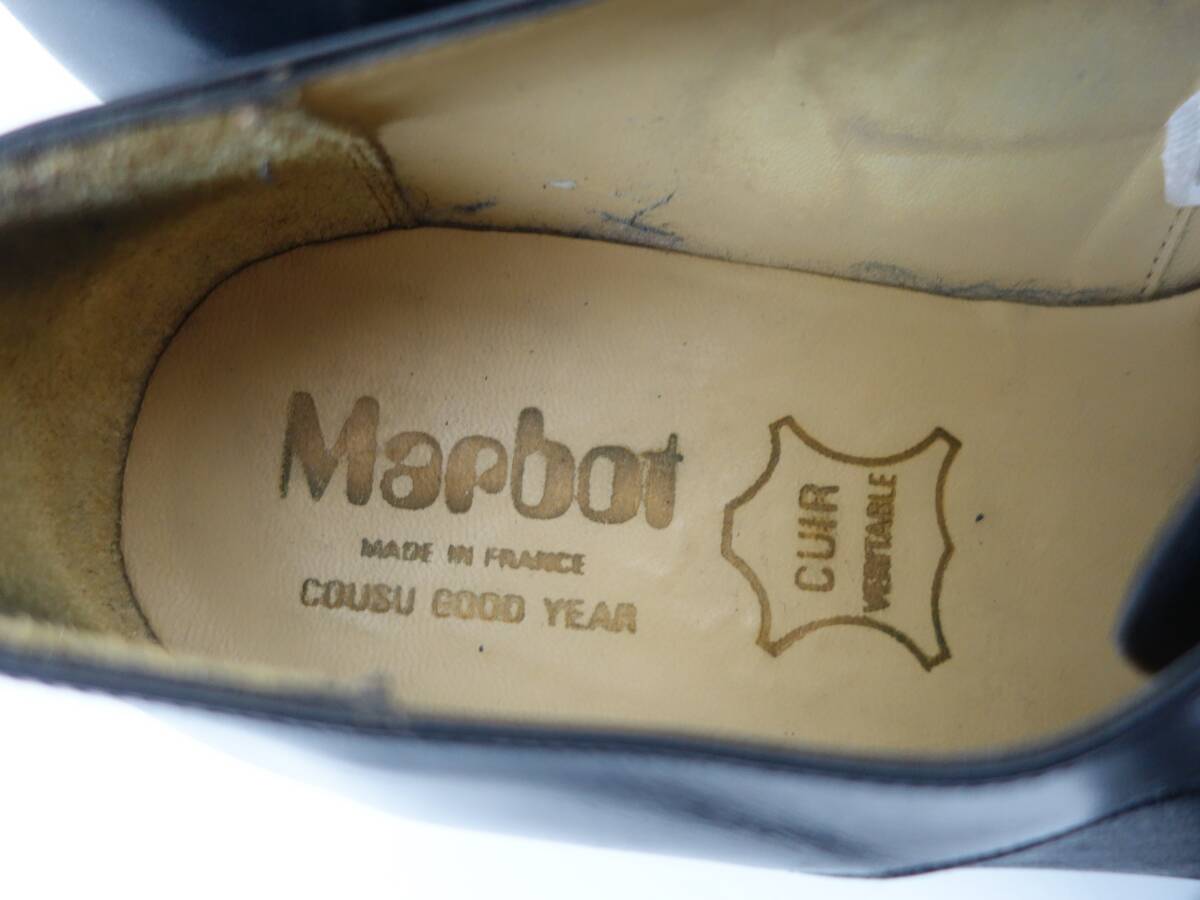 Marbot
MADE IN FRANCE
COUSU GOOD YEAR
CUIR
VERITABLE